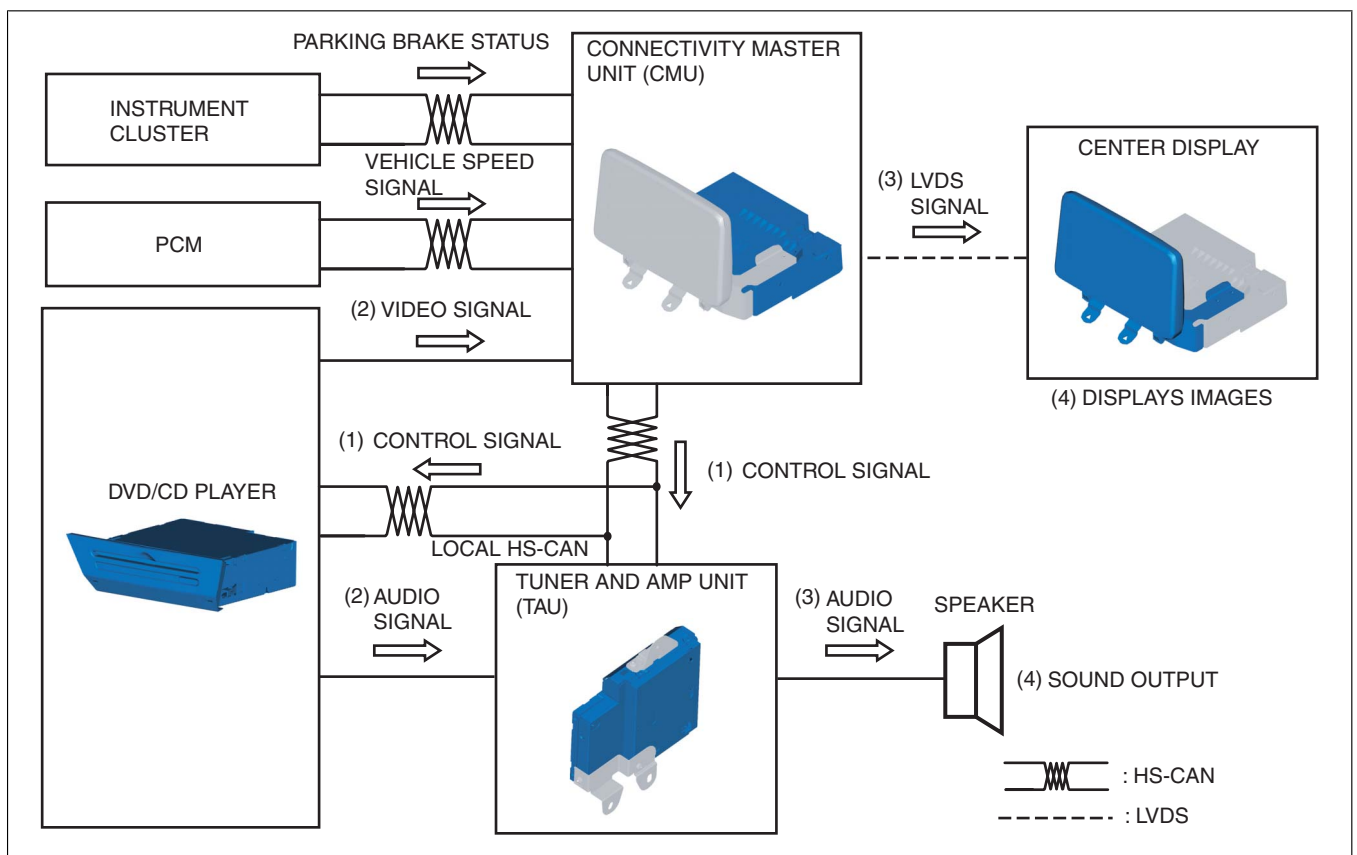 PARKING BRAKE STATUS
INSTRUMENT
CLUSTER
CONNECTIVITY MASTER
UNIT (CMU)
VEHICLE SPEED
SIGNAL
PCM
(3) LVDS
SIGNAL
CENTER DISPLAY
(4) DISPLAYS IMAGES
(2) VIDEO SIGNAL
(1) CONTROL SIGNAL
(1) CONTROL SIGNAL
DVD/CD PLAYER
LOCAL HS-CAN
TUNER AND AMP UNIT
(TAU)
(2) AUDIO
SIGNAL
(3) AUDIO
SIGNAL
SPEAKER
(4) SOUND OUTPUT
: HS-CAN
: LVDS